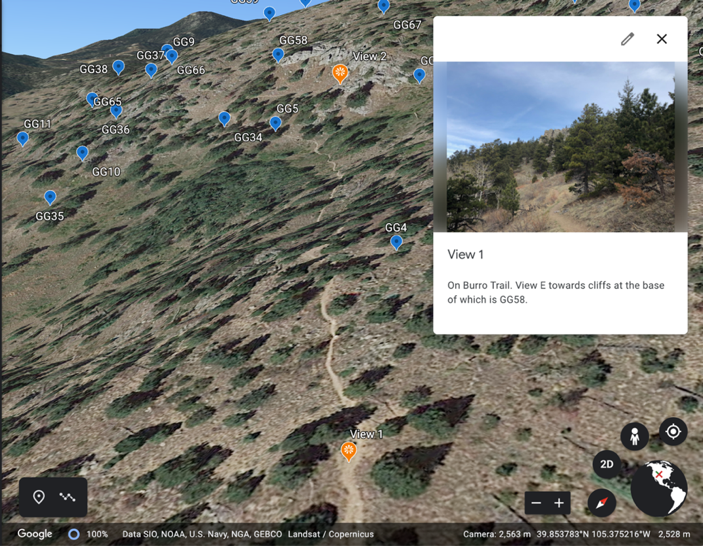 GG67
GG9
GG58
GG37
View 2
GG38
GG66
GG65
GG5
GG11
GG36
GG34
GG10
GG35
GG4
View 1
View 1
On Burro Trail. View E towards cliffs at the base
of which is GG58.
2D
Google
100%
Data SIO, NOAA, U.S. Navy, NGA, GEBCO Landsat / Copernicus
Camera: 2,563 m 39.853783°N 105.375216°W 2,528 m